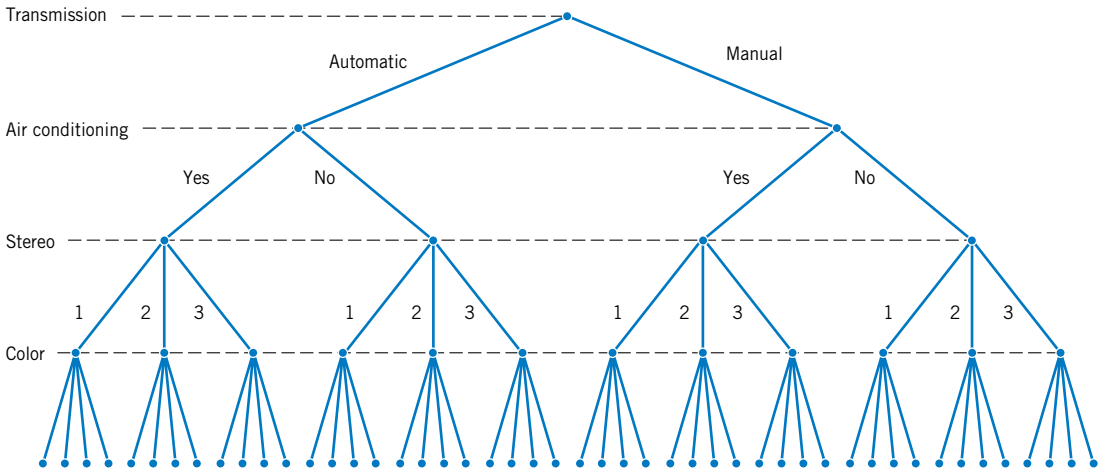 Transmission
Automatic
Manual
Air conditioning
Yes
No
Yes
No
Stereo
1 2 3 1 2 3 1 2 3 1 2 3
Color